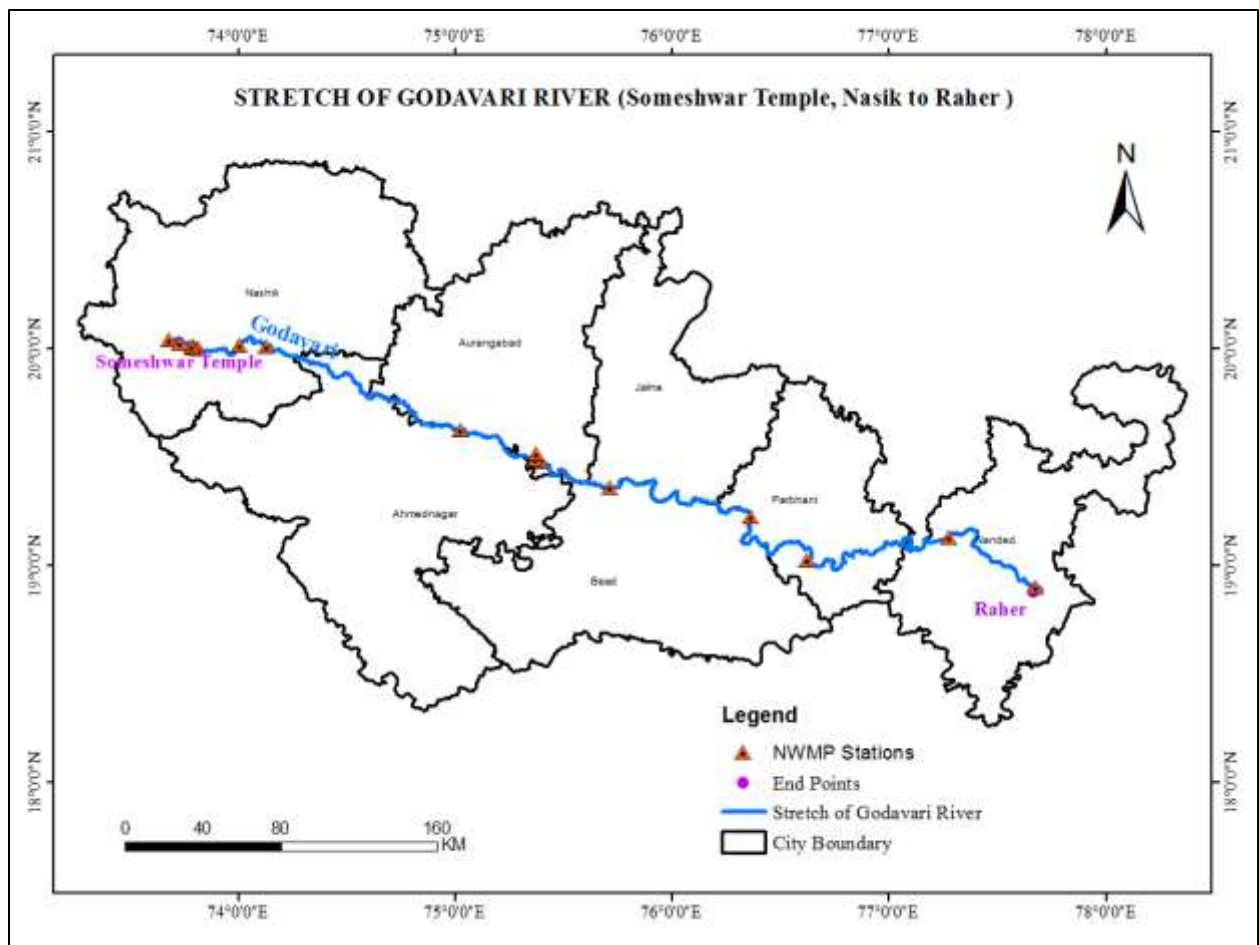 74°0'0"E 75°0'0"E 76°0'0"E 77°0'0"E 78°0'0"E
STRETCH OF GODAVARI RIVER (Someshwar Temple, Nasik to Raher )
21°0'0"N 21°0'0"N
N
Nashik
Godavari
20°0'0"N 20°0'0"N
Someshwar Temple
Aurangabad
Jalna
Parbhani
Ahmednagar
Nanded
19°0'0"N 19°0'0"N
Beed
Raher
Legend
NWMP Stations
End Points
Stretch of Godavari River
City Boundary
18°0'0"N 18°0'0"N
0 40 80 160
KM
74°0'0"E 75°0'0"E 76°0'0"E 77°0'0"E 78°0'0"E